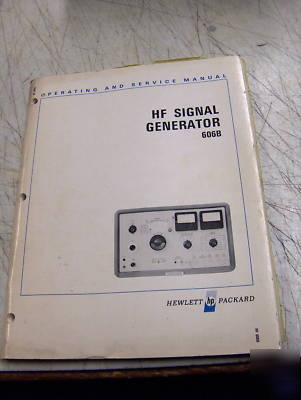 OPERATING AND SERVICE MANUAL
HF SIGNAL
GENERATOR
606B
HEWLETT hp PACKARD